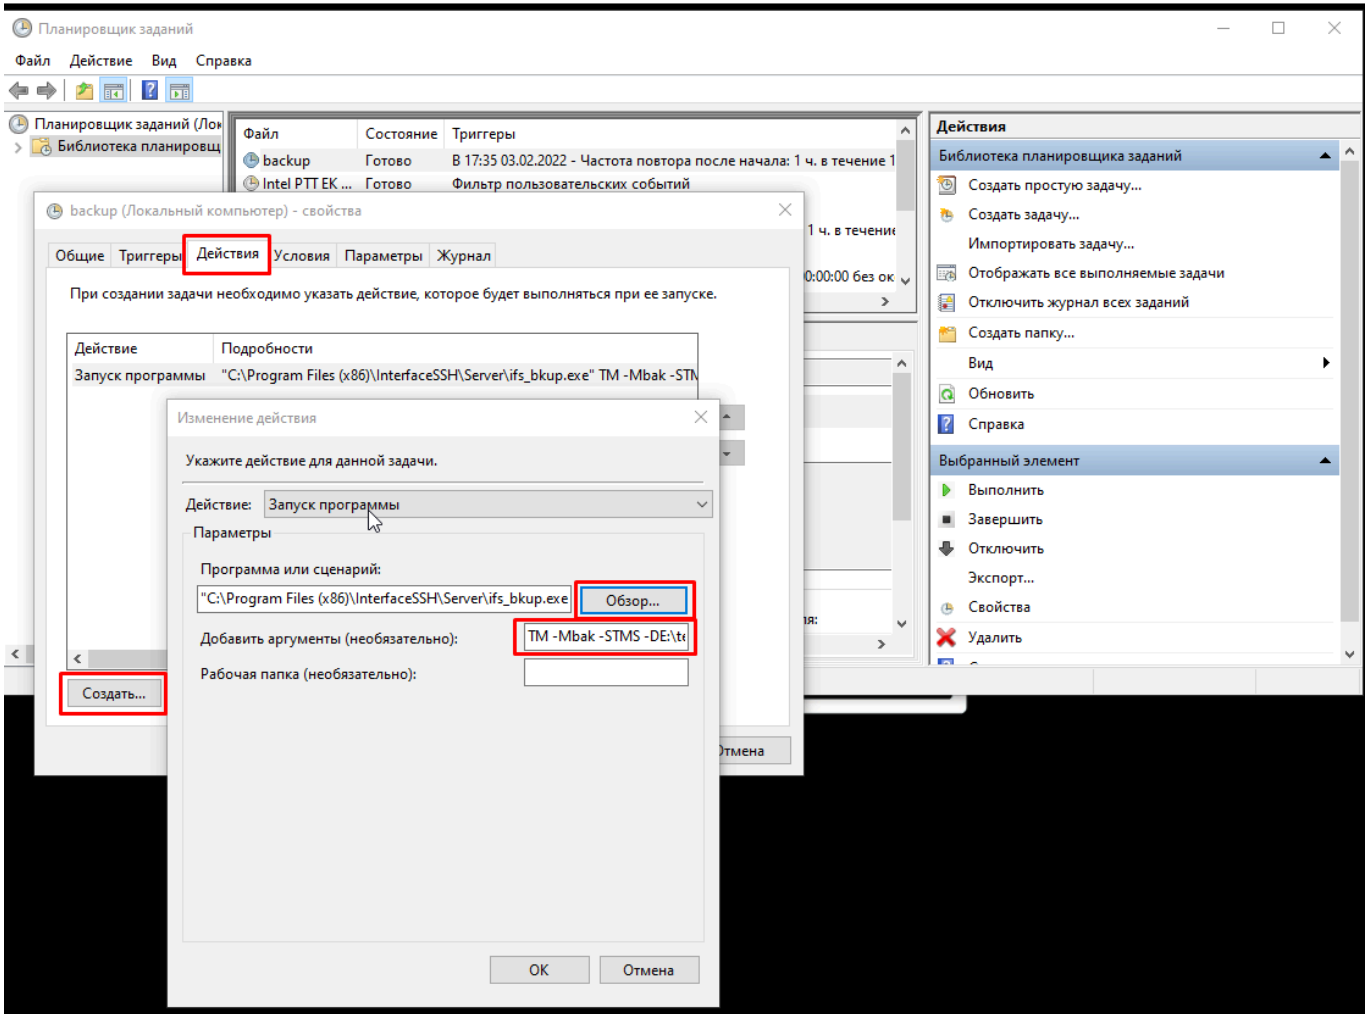 Планировщик заданий
Файл Действие Вид Справка
Планировщик заданий (Лок
Библиотека планировщ
Файл Состояние Триггеры
backup Готово В 17:35 03.02.2022 - Частота повтора после начала: 1 ч. в течение 1
Intel PTT EK ... Готово Фильтр пользовательских событий
1 ч. в течение
0:00:00 без ок
backup (Локальный компьютер) - свойства
Общие Триггеры Действия Условия Параметры Журнал
При создании задачи необходимо указать действие, которое будет выполняться при ее запуске.
Действие Подробности
Запуск программы "C:\Program Files (x86)\InterfaceSSH\Server\ifs_bkup.exe" TM -Mbak -STM
Создать...
Отмена
Изменение действия
Укажите действие для данной задачи.
Действие: Запуск программы
Параметры
Программа или сценарий:
"C:\Program Files (x86)\InterfaceSSH\Server\ifs_bkup.exe Обзор...
Добавить аргументы (необязательно): TM -Mbak -STMS -DE:\te
Рабочая папка (необязательно):
ОК Отмена
ля:
Действия
Библиотека планировщика заданий
Создать простую задачу...
Создать задачу...
Импортировать задачу...
Отображать все выполняемые задачи
Отключить журнал всех заданий
Создать папку...
Вид
Обновить
Справка
Выбранный элемент
Выполнить
Завершить
Отключить
Экспорт...
Свойства
Удалить